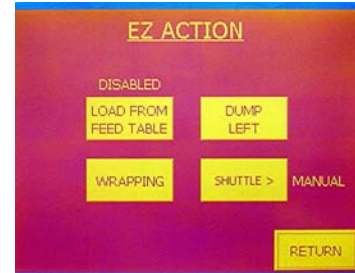 EZ ACTION
DISABLED
LOAD FROM
FEED TABLE
DUMP
LEFT
WRAPPING
SHUTTLE >
MANUAL
RETURN